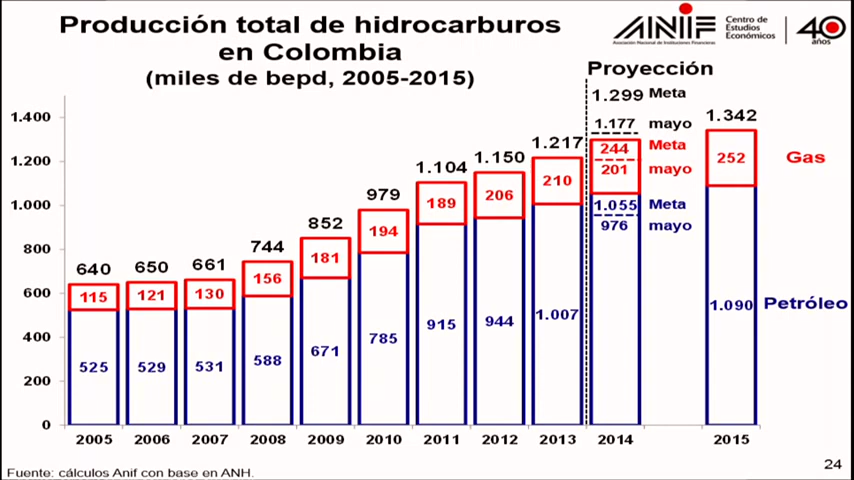 Producción total de hidrocarburos
en Colombia
(miles de bepd, 2005-2015)
ANIF
Asociación Nacional de Instituciones Financieras
Centro de
Estudios
Económicos
40
años
Proyección
1.299 Meta
1.177 mayo
244 Meta
201 mayo
1.055 Meta
976 mayo
1.400
1.200
1.000
800
600
400
200
0
640 650 661 744 852 979 1.104 1.150 1.217 1.342
115 121 130 156 181 194 189 206 210 252 Gas
525 529 531 588 671 785 915 944 1.007 1.090 Petróleo
2005 2006 2007 2008 2009 2010 2011 2012 2013 2014 2015
Fuente: cálculos Anif con base en ANH.
24